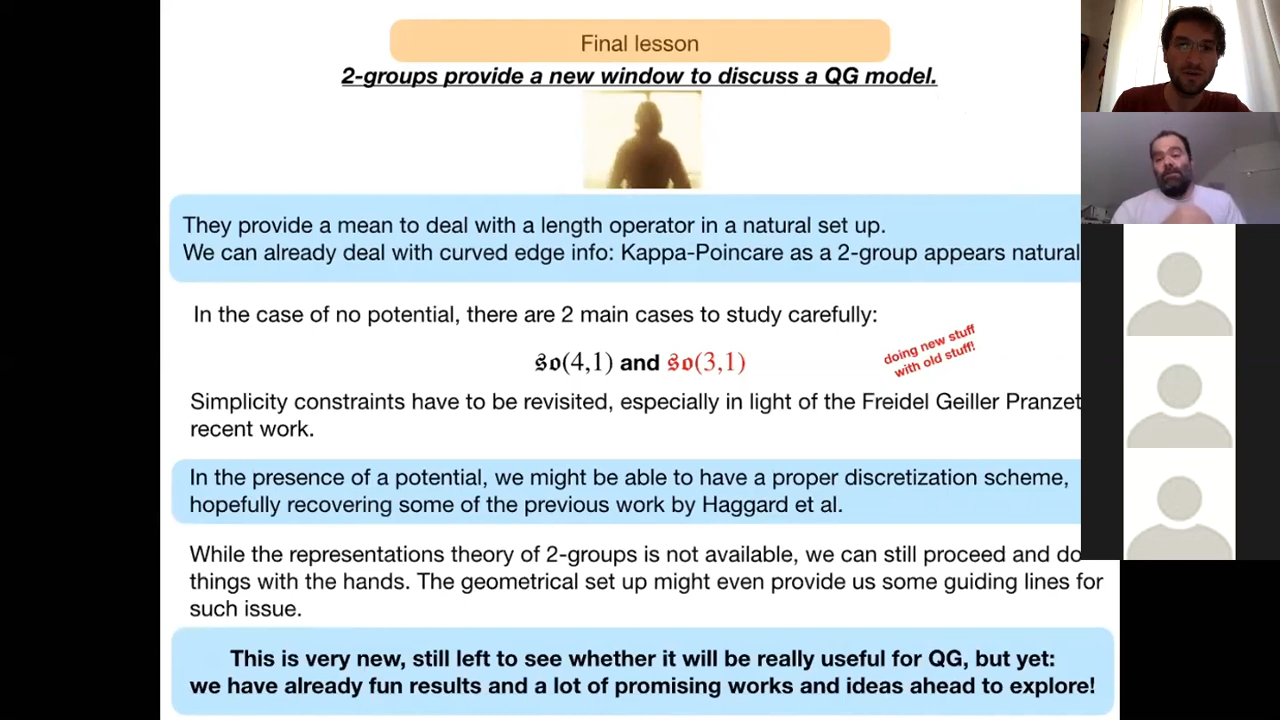 Final lesson
2-groups provide a new window to discuss a QG model.
They provide a mean to deal with a length operator in a natural set up.
We can already deal with curved edge info: Kappa-Poincare as a 2-group appears natural
In the case of no potential, there are 2 main cases to study carefully:
𝔰𝔬(4,1) and 𝔰𝔬(3,1)
doing new stuff
with old stuff!
Simplicity constraints have to be revisited, especially in light of the Freidel Geiller Pranzet
recent work.
In the presence of a potential, we might be able to have a proper discretization scheme,
hopefully recovering some of the previous work by Haggard et al.
While the representations theory of 2-groups is not available, we can still proceed and do
things with the hands. The geometrical set up might even provide us some guiding lines for
such issue.
This is very new, still left to see whether it will be really useful for QG, but yet:
we have already fun results and a lot of promising works and ideas ahead to explore!